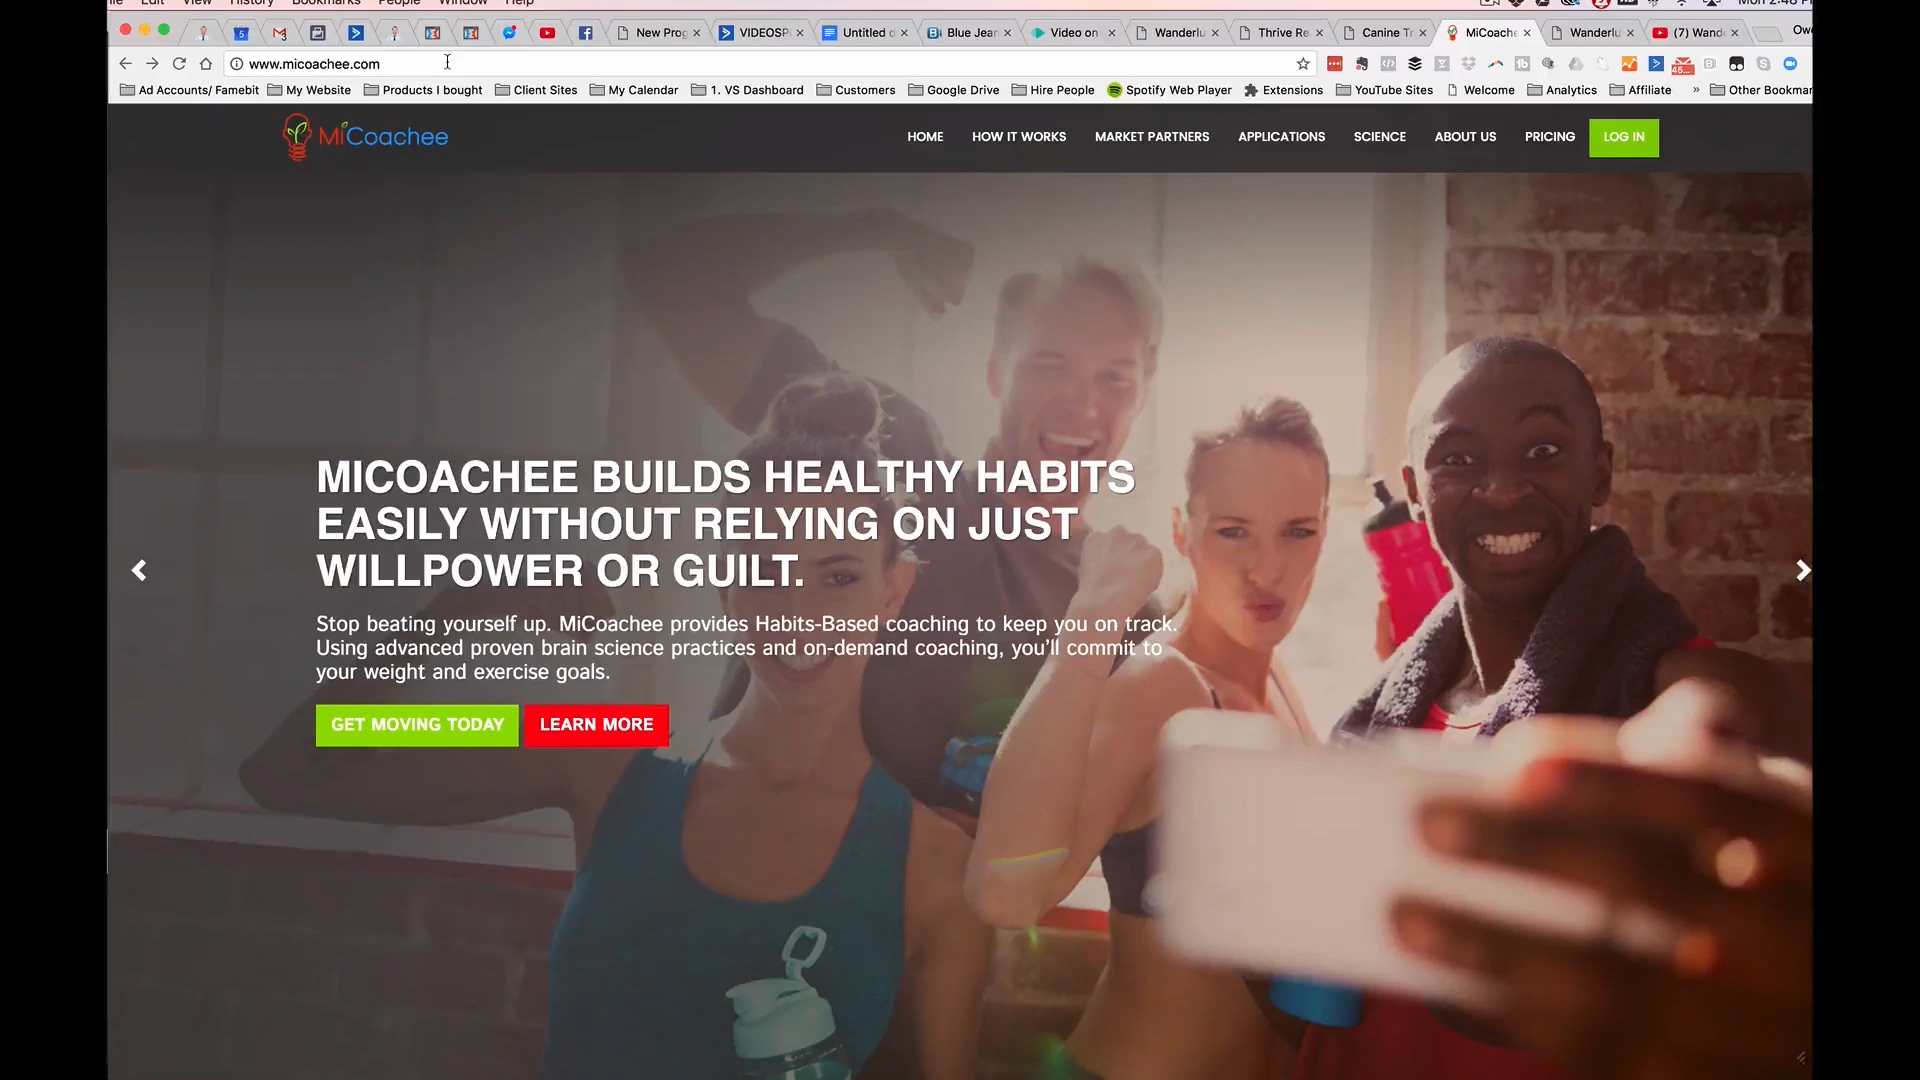 File Edit View History Bookmarks People Window Help Mon 2:48 P
New Prog VIDEOSP Untitled d Blue Jean Video on Wanderlu Thrive Re Canine Tr MiCoache Wanderlu (7) Wand Owe
www.micoachee.com
Ad Accounts/ Famebit My Website Products I bought Client Sites My Calendar 1. VS Dashboard Customers Google Drive Hire People Spotify Web Player Extensions YouTube Sites Welcome Analytics Affiliate » Other Bookmar
MiCoachee HOME HOW IT WORKS MARKET PARTNERS APPLICATIONS SCIENCE ABOUT US PRICING LOG IN
MICOACHEE BUILDS HEALTHY HABITS
EASILY WITHOUT RELYING ON JUST
WILLPOWER OR GUILT.
Stop beating yourself up. MiCoachee provides Habits-Based coaching to keep you on track.
Using advanced proven brain science practices and on-demand coaching, you'll commit to
your weight and exercise goals.
GET MOVING TODAY LEARN MORE